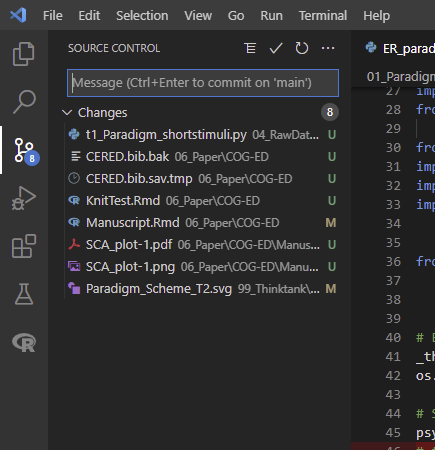 File Edit Selection View Go Run Terminal Help
SOURCE CONTROL
ER_parad
Message (Ctrl+Enter to commit on 'main')
01_Paradigm
Changes 8
t1_Paradigm_shortstimuli.py 04_RawDat... U
CERED.bib.bak 06_Paper\COG-ED U
CERED.bib.sav.tmp 06_Paper\COG-ED U
KnitTest.Rmd 06_Paper\COG-ED U
Manuscript.Rmd 06_Paper\COG-ED M
SCA_plot-1.pdf 06_Paper\COG-ED\Manus... U
SCA_plot-1.png 06_Paper\COG-ED\Manu... U
Paradigm_Scheme_T2.svg 99_Thinktank\... M
8
R
27 imp
28 fro
29
30 fro
31 imp
32 imp
33 imp
34
35
36 fro
37
38
39
40 # E
41 _th
42 os.
43
44 # S
45 psy
46 #